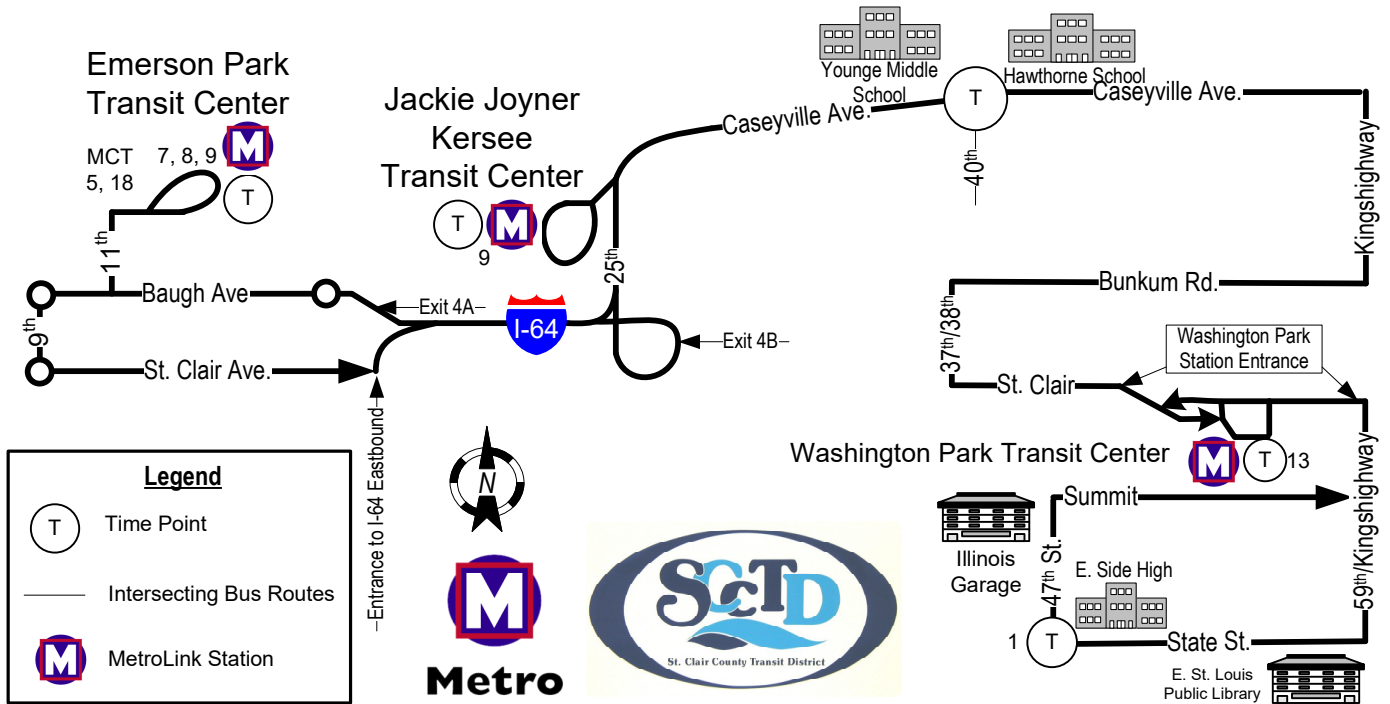 Emerson Park
Transit Center
MCT
5, 18
7, 8, 9
M
T
11th
Baugh Ave
9th
St. Clair Ave.
Exit 4A
Entrance to I-64 Eastbound
I-64
Jackie Joyner
Kersee
Transit Center
T
M
9
25th
Exit 4B
Caseyville Ave.
Younge Middle
School
T
40th
Hawthorne School
Caseyville Ave.
Kingshighway
Bunkum Rd.
37th/38th
St. Clair
Washington Park
Station Entrance
Washington Park Transit Center
M
T
13
Summit
59th/Kingshighway
Illinois
Garage
47th St.
E. Side High
1
T
State St.
E. St. Louis
Public Library
Legend
T
Time Point
Intersecting Bus Routes
M
MetroLink Station
N
M
Metro
SCCTD
St. Clair County Transit District